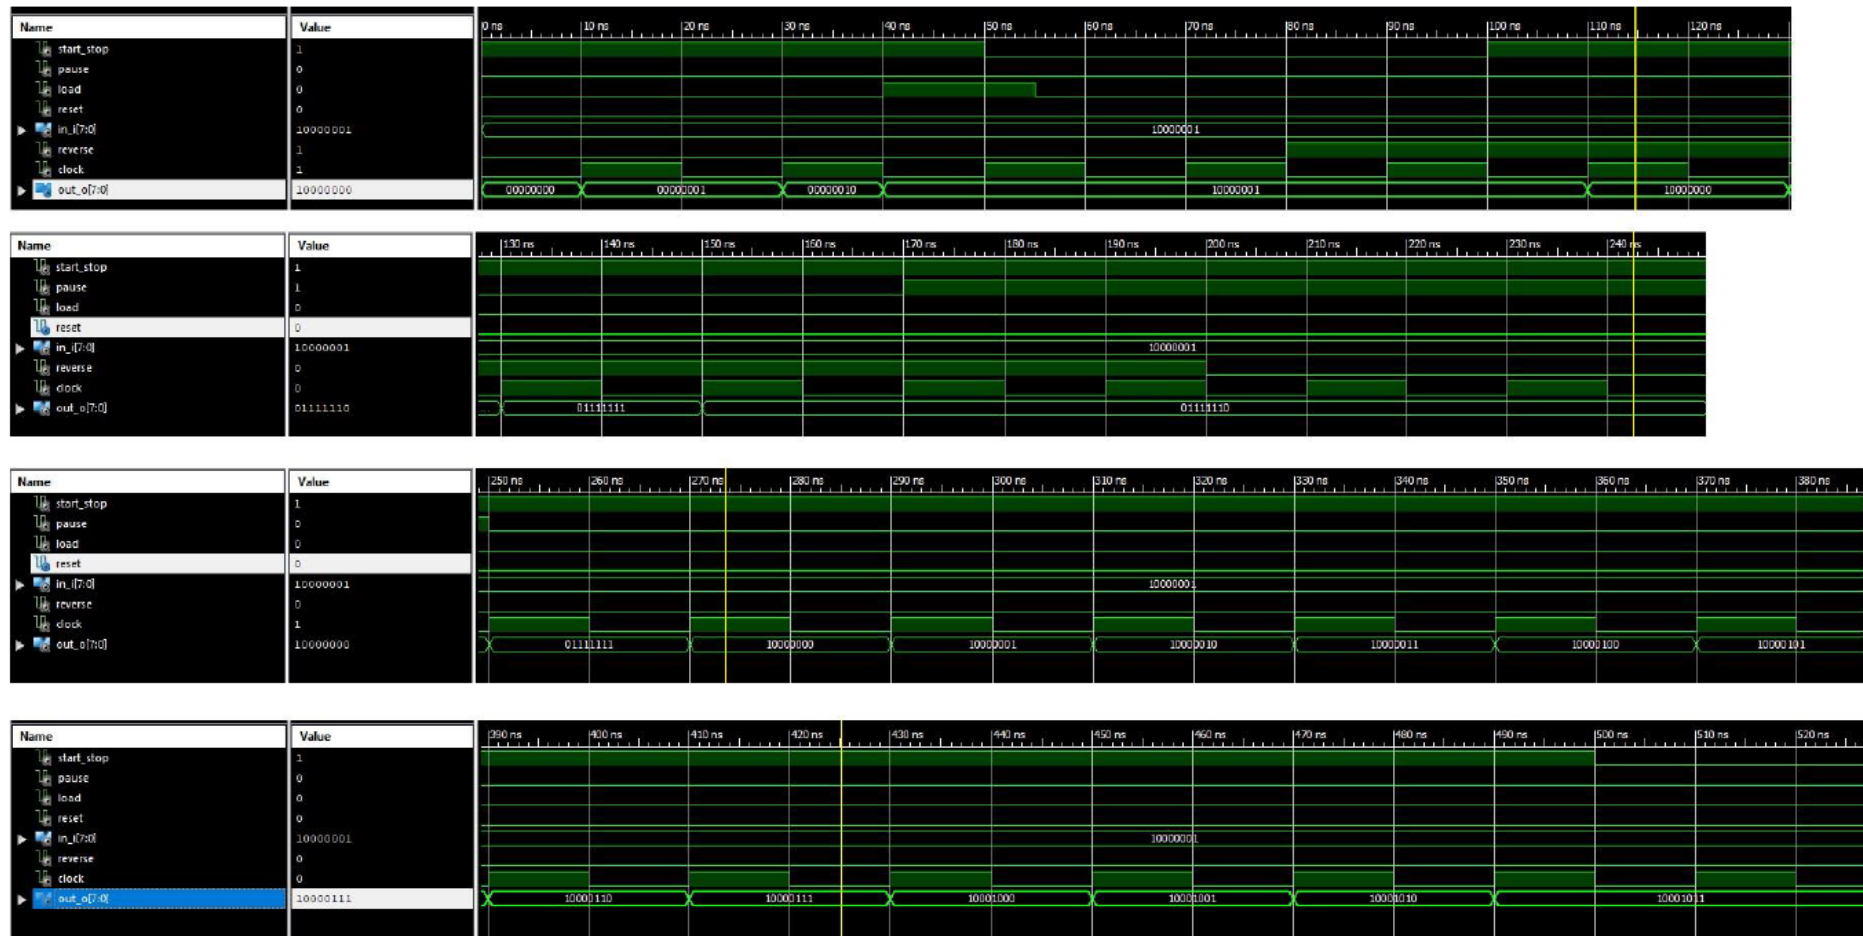 Name Value 0 ns 10 ns 20 ns 30 ns 40 ns 50 ns 60 ns 70 ns 80 ns 90 ns 100 ns 110 ns 120 ns
start_stop 1
pause 0
load 0
reset 0
in_i[7:0] 10000001 10000001
reverse 1
clock 1
out_o[7:0] 10000000 00000000 00000001 00000010 10000001 10000000
Name Value 130 ns 140 ns 150 ns 160 ns 170 ns 180 ns 190 ns 200 ns 210 ns 220 ns 230 ns 240 ns
start_stop 1
pause 1
load 0
reset 0
in_i[7:0] 10000001 10000001
reverse 0
clock 0
out_o[7:0] 01111110 ... 01111111 01111110
Name Value 250 ns 260 ns 270 ns 280 ns 290 ns 300 ns 310 ns 320 ns 330 ns 340 ns 350 ns 360 ns 370 ns 380 ns
start_stop 1
pause 0
load 0
reset 0
in_i[7:0] 10000001 10000001
reverse 0
clock 1
out_o[7:0] 10000000 01111111 10000000 10000001 10000010 10000011 10000100 10000101
Name Value 390 ns 400 ns 410 ns 420 ns 430 ns 440 ns 450 ns 460 ns 470 ns 480 ns 490 ns 500 ns 510 ns 520 ns
start_stop 1
pause 0
load 0
reset 0
in_i[7:0] 10000001 10000001
reverse 0
clock 0
out_o[7:0] 10000111 10000110 10000111 10001000 10001001 10001010 10001011